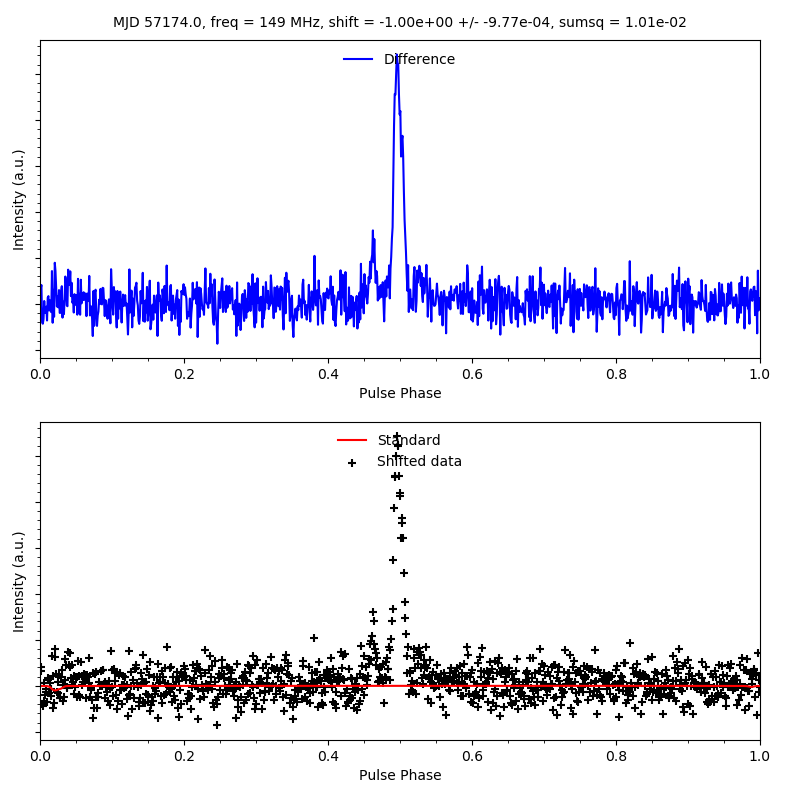 MJD 57174.0, freq = 149 MHz, shift = -1.00e+00 +/- -9.77e-04, sumsq = 1.01e-02
Difference
Intensity (a.u.)
0.0 0.2 0.4 0.6 0.8 1.0
Pulse Phase
Standard
Shifted data
Intensity (a.u.)
0.0 0.2 0.4 0.6 0.8 1.0
Pulse Phase